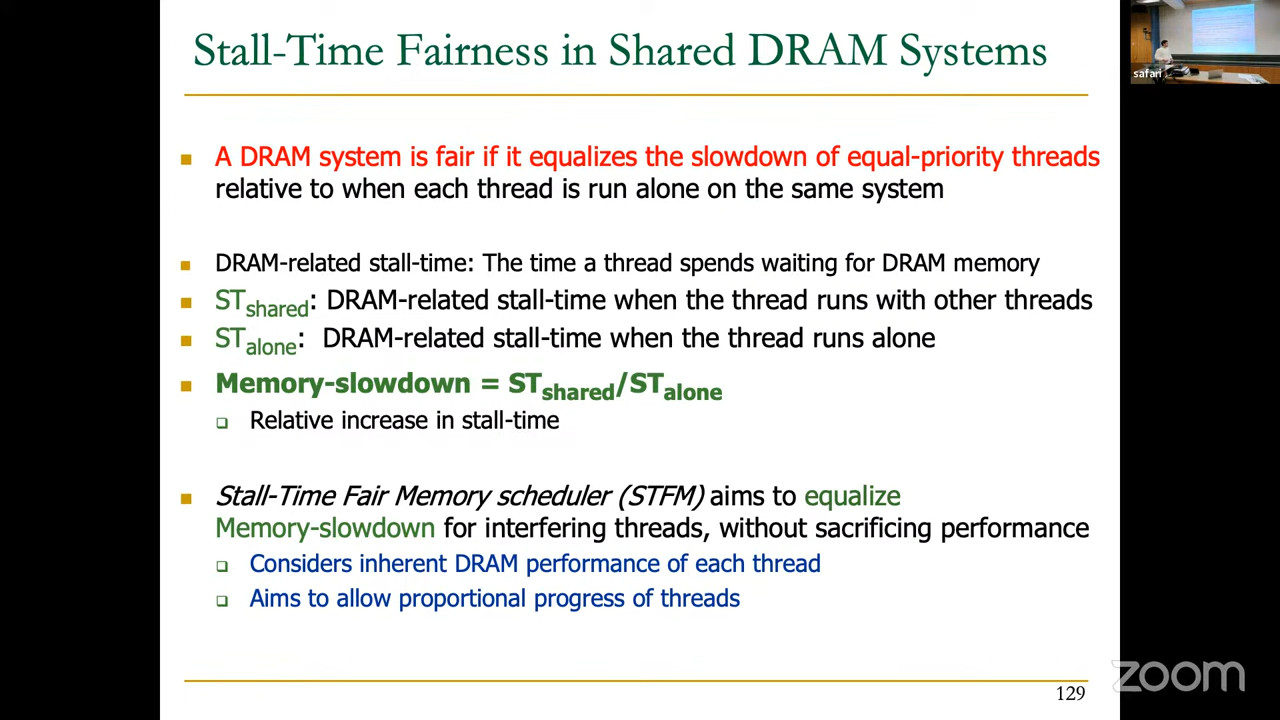 Stall-Time Fairness in Shared DRAM Systems
safari
A DRAM system is fair if it equalizes the slowdown of equal-priority threads
relative to when each thread is run alone on the same system
DRAM-related stall-time: The time a thread spends waiting for DRAM memory
STshared: DRAM-related stall-time when the thread runs with other threads
STalone: DRAM-related stall-time when the thread runs alone
Memory-slowdown = STshared/STalone
Relative increase in stall-time
Stall-Time Fair Memory scheduler (STFM) aims to equalize
Memory-slowdown for interfering threads, without sacrificing performance
Considers inherent DRAM performance of each thread
Aims to allow proportional progress of threads
129
zoom